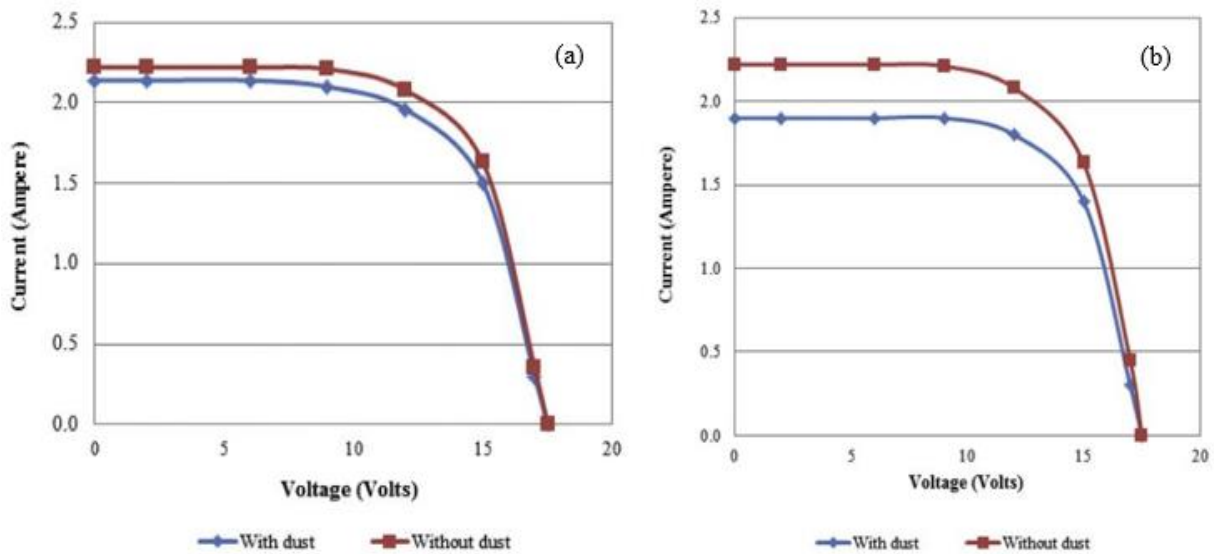 (a)
2.5
2.0
1.5
1.0
0.5
0.0
Current (Ampere)
0 5 10 15 20
Voltage (Volts)
With dust Without dust
(b)
2.5
2.0
1.5
1.0
0.5
0.0
Current (Ampere)
0 5 10 15 20
Voltage (Volts)
With dust Without dust